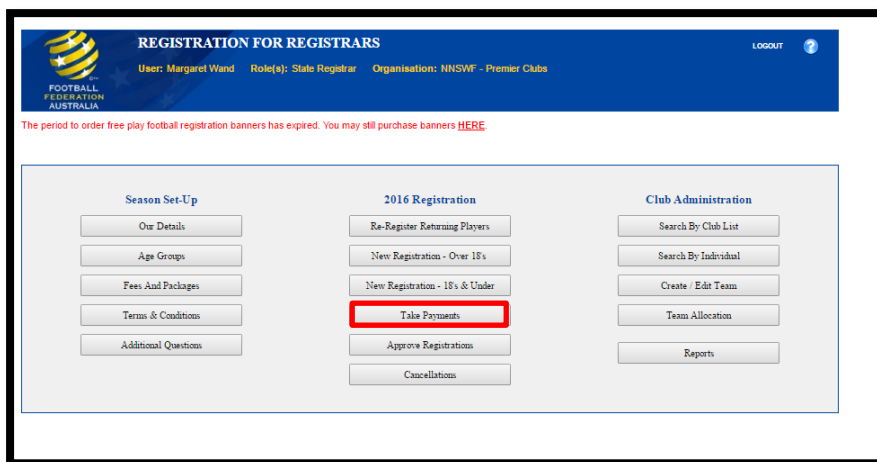 REGISTRATION FOR REGISTRARS
LOGOUT
?
User: Margaret Wand Role(s): State Registrar Organisation: NNSWF - Premier Clubs
FOOTBALL
FEDERATION
AUSTRALIA
The period to order free play football registration banners has expired. You may still purchase banners HERE.
Season Set-Up
Our Details
Age Groups
Fees And Packages
Terms & Conditions
Additional Questions
2016 Registration
Re-Register Returning Players
New Registration - Over 18's
New Registration - 18's & Under
Take Payments
Approve Registrations
Cancellations
Club Administration
Search By Club List
Search By Individual
Create / Edit Team
Team Allocation
Reports